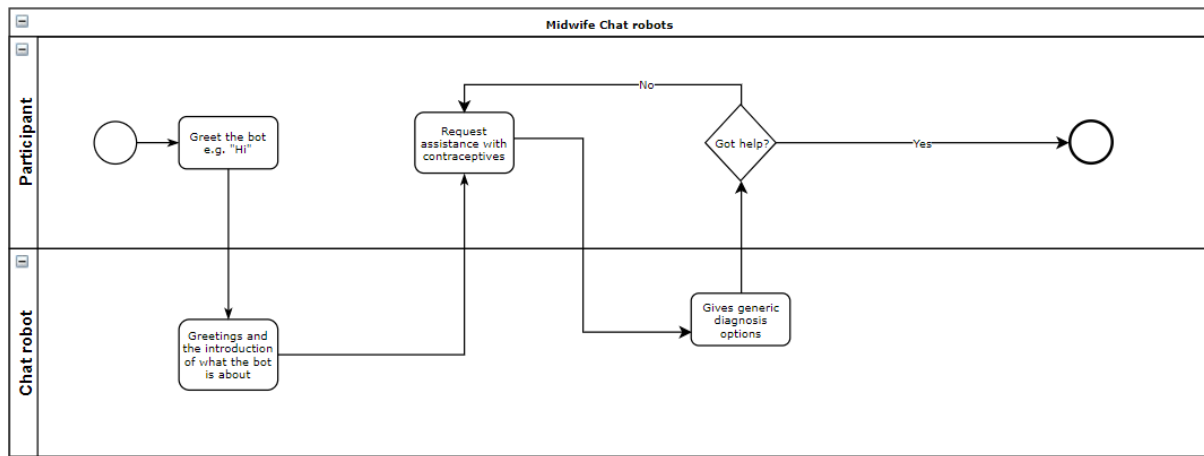 Midwife Chat robots
Participant
Greet the bot
e.g. "Hi"
Request
assistance with
contraceptives
No
Got help?
Yes
Chat robot
Greetings and
the introduction
of what the bot
is about
Gives generic
diagnosis
options